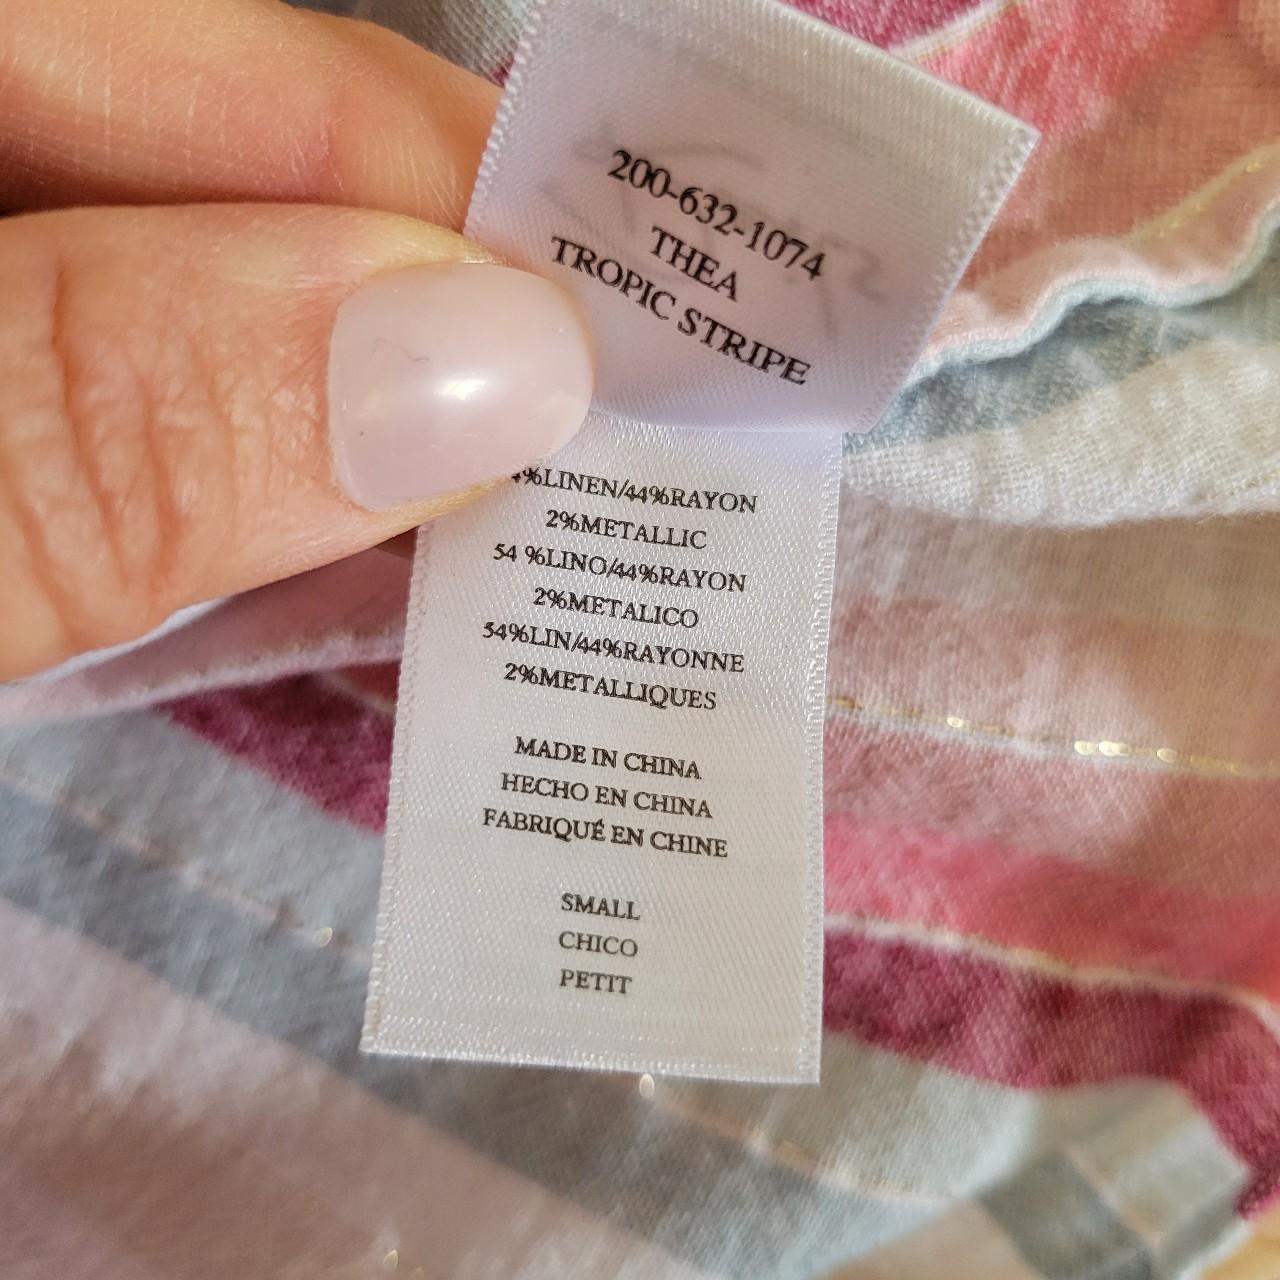 200-632-1074
THEA
TROPIC STRIPE
4%LINEN/44%RAYON
2%METALLIC
54 %LINO/44%RAYON
2%METALICO
54%LIN/44%RAYONNE
2%METALLIQUES
MADE IN CHINA
HECHO EN CHINA
FABRIQUÉ EN CHINE
SMALL
CHICO
PETIT